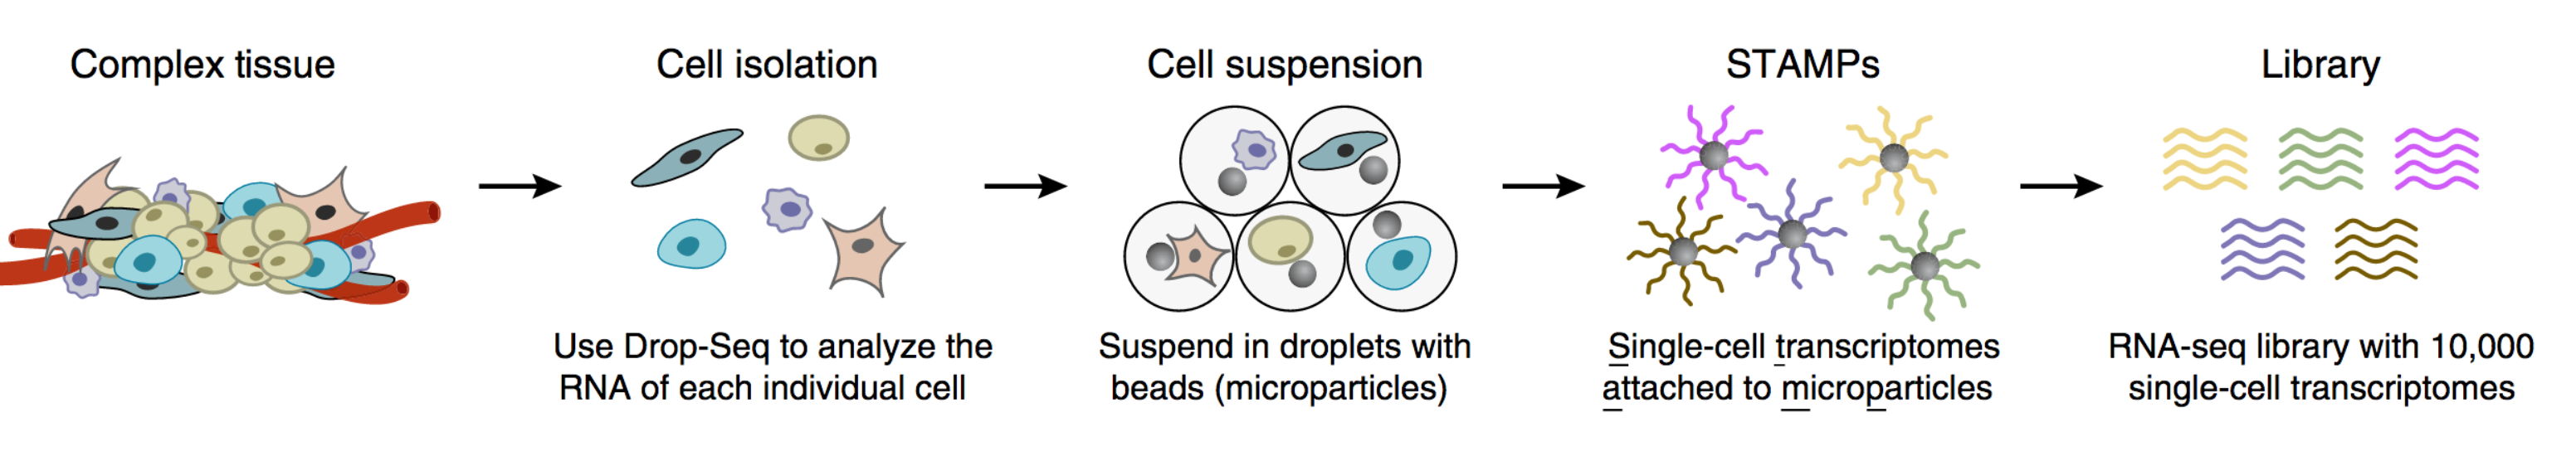 Complex tissue
Cell isolation
Use Drop-Seq to analyze the
RNA of each individual cell
Cell suspension
Suspend in droplets with
beads (microparticles)
STAMPs
Single-cell transcriptomes
attached to microparticles
Library
RNA-seq library with 10,000
single-cell transcriptomes